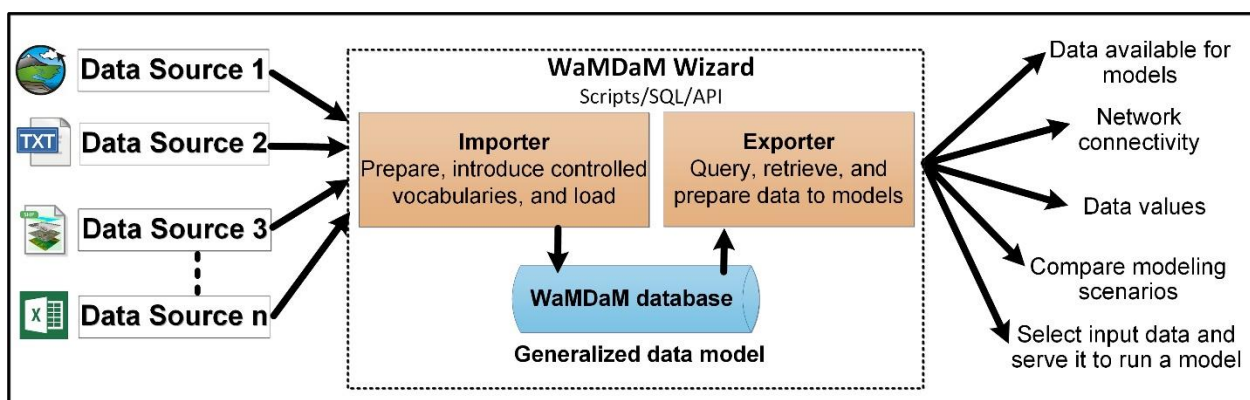 Data Source 1
TXT
Data Source 2
SHP
Data Source 3
X
Data Source n
WaMDaM Wizard
Scripts/SQL/API
Importer
Prepare, introduce controlled
vocabularies, and load
Exporter
Query, retrieve, and
prepare data to models
WaMDaM database
Generalized data model
Data available for
models
Network
connectivity
Data values
Compare modeling
scenarios
Select input data and
serve it to run a model